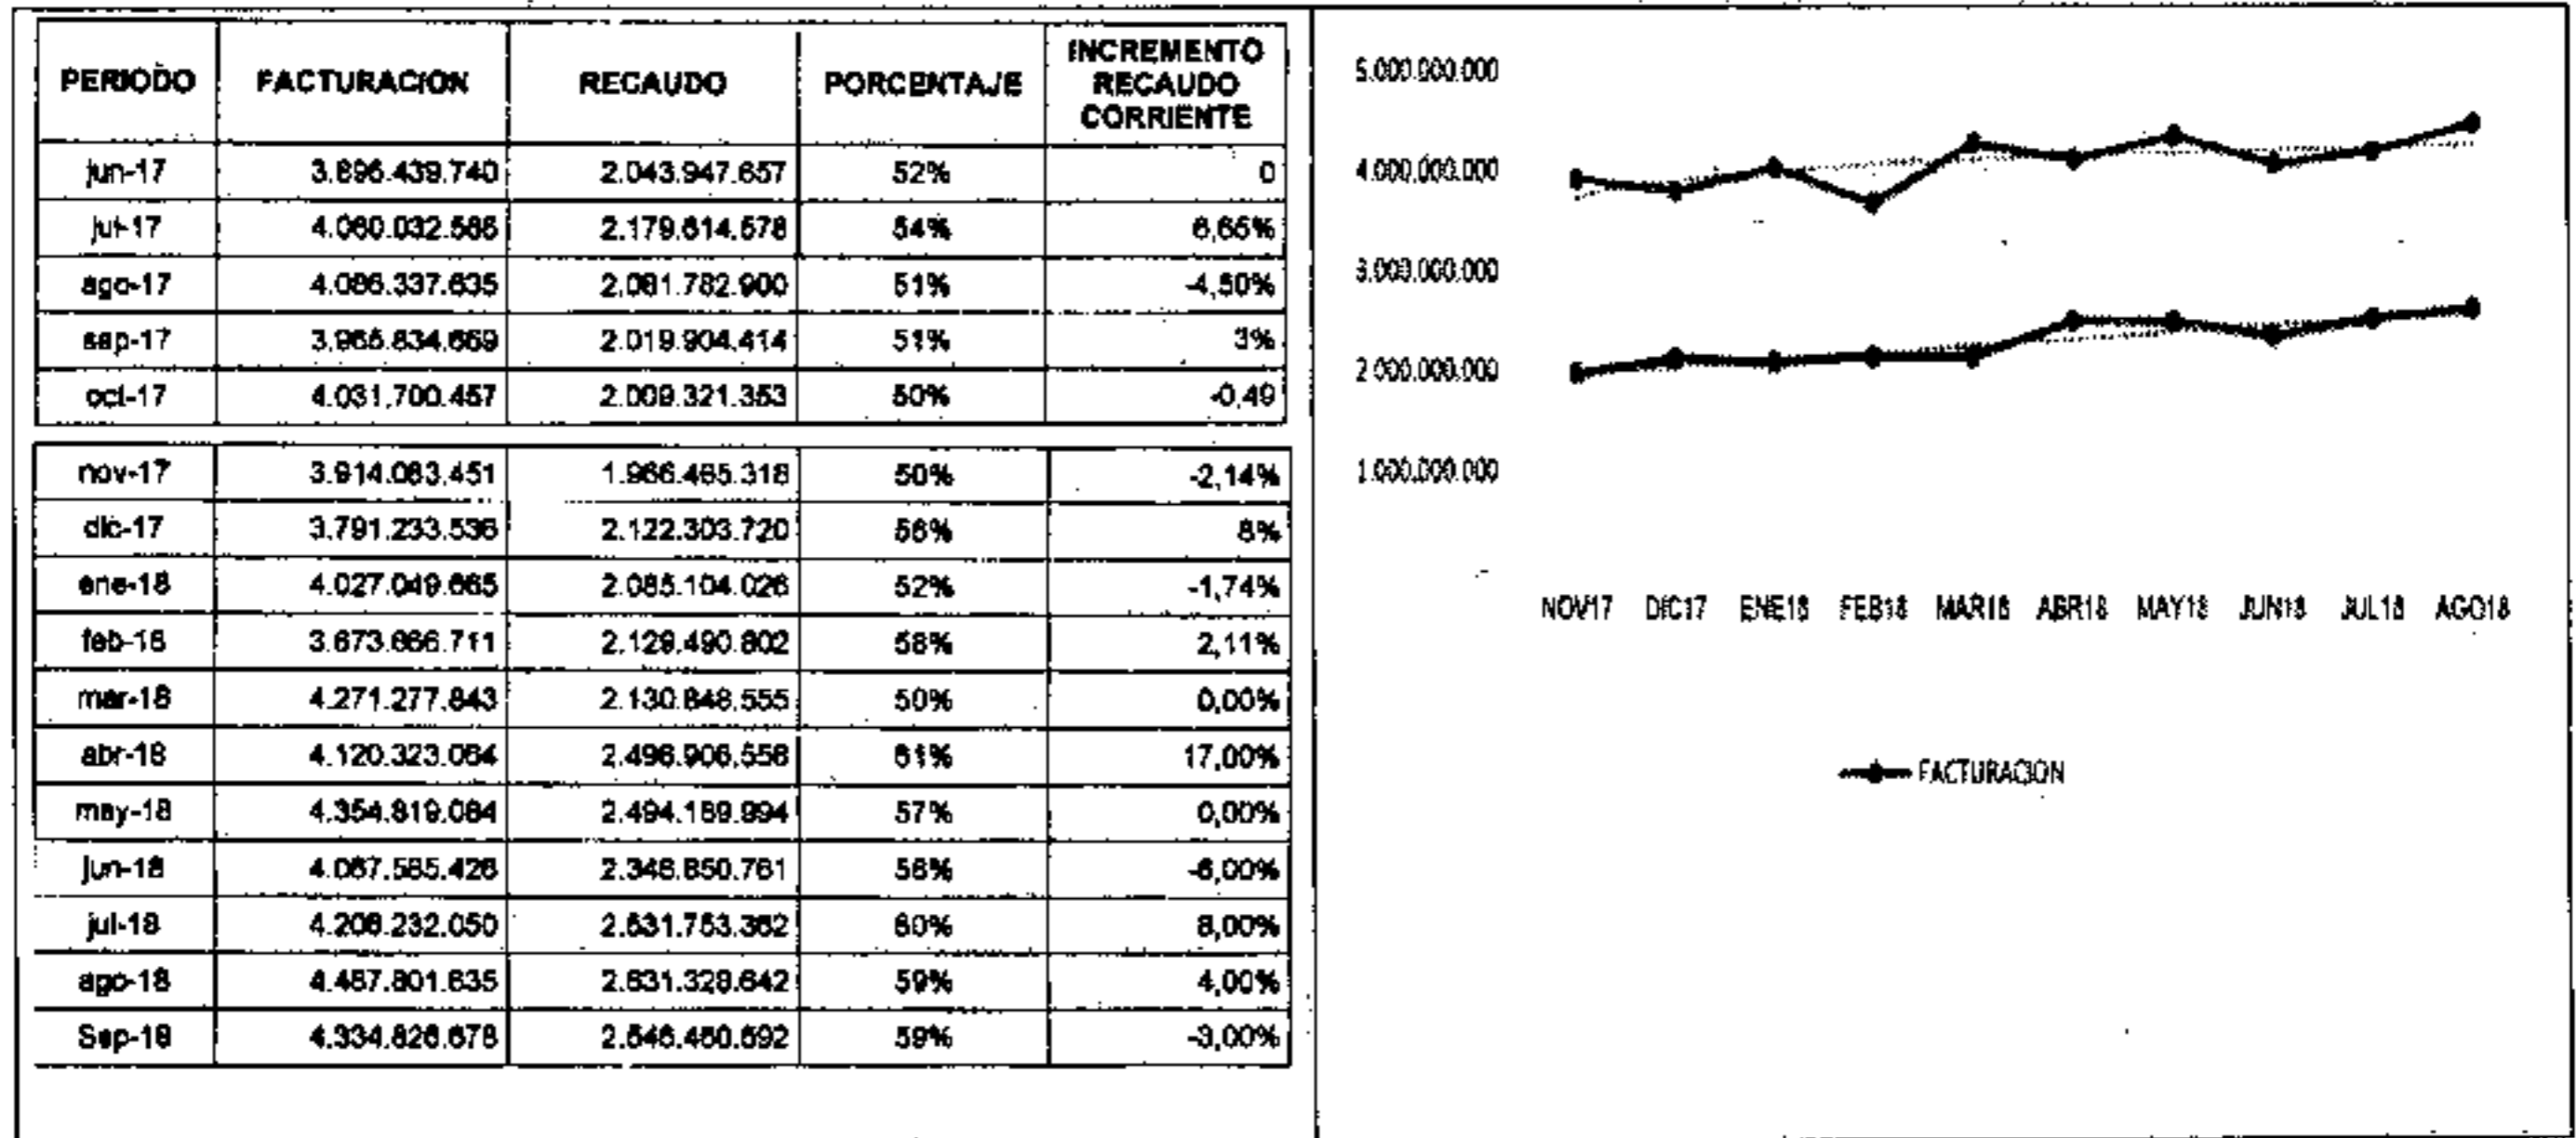 PERIODO FACTURACION RECAUDO PORCENTAJE INCREMENTO RECAUDO CORRIENTE
jun-17 3.896.439.740 2.043.947.657 52% 0
jul-17 4.060.032.586 2.179.614.578 54% 6,65%
ago-17 4.086.337.635 2.081.782.900 51% -4,50%
sep-17 3.965.834.669 2.019.904.414 51% 3%
oct-17 4.031.700.457 2.009.321.353 50% -0,49
nov-17 3.914.083.451 1.966.465.318 50% -2,14%
dic-17 3.791.233.536 2.122.303.720 56% 8%
ene-18 4.027.049.665 2.085.104.026 52% -1,74%
feb-18 3.673.666.711 2.129.490.802 58% 2,11%
mar-18 4.271.277.843 2.130.848.555 50% 0,00%
abr-18 4.120.323.064 2.496.906.556 61% 17,00%
may-18 4.354.819.084 2.494.189.994 57% 0,00%
jun-18 4.087.585.426 2.348.850.761 58% -6,00%
jul-18 4.206.232.050 2.531.753.362 60% 8,00%
ago-18 4.487.801.635 2.631.329.642 59% 4,00%
Sep-18 4.334.826.678 2.546.460.592 59% -3,00%
5.000.000.000
4.000.000.000
3.000.000.000
2.000.000.000
1.000.000.000
NOV17 DIC17 ENE18 FEB18 MAR18 ABR18 MAY18 JUN18 JUL18 AGO18
FACTURACION